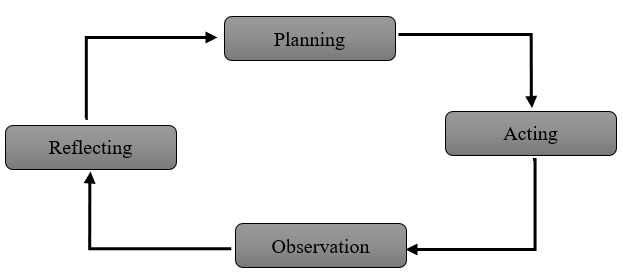 Planning
Acting
Reflecting
Observation